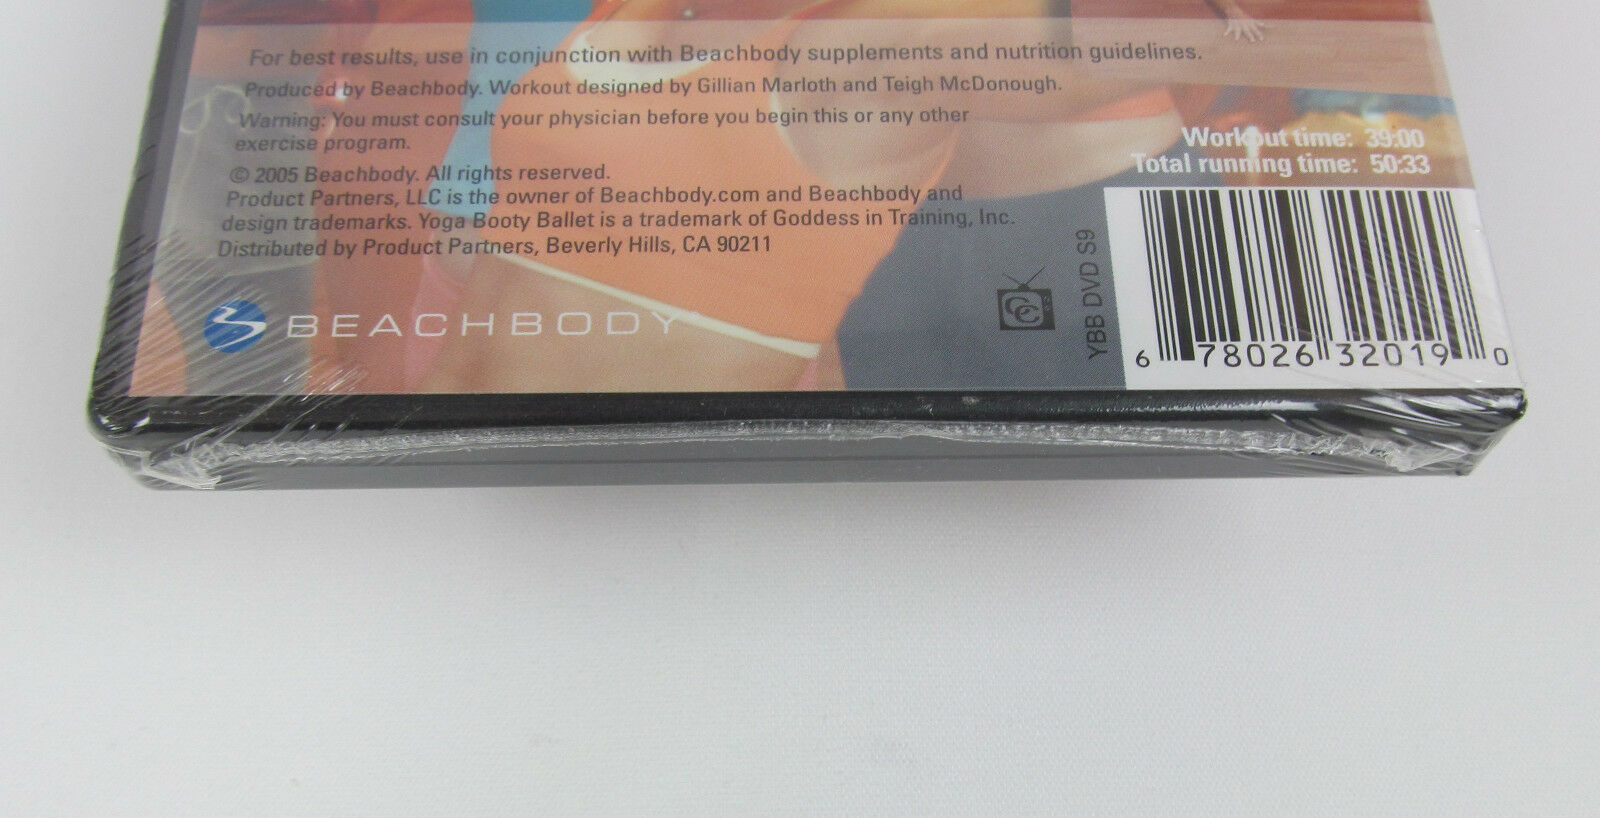 For best results, use in conjunction with Beachbody supplements and nutrition guidelines.
Produced by Beachbody. Workout designed by Gillian Marloth and Teigh McDonough.
Warning: You must consult your physician before you begin this or any other
exercise program.
© 2005 Beachbody. All rights reserved.
Product Partners, LLC is the owner of Beachbody.com and Beachbody and
design trademarks. Yoga Booty Ballet is a trademark of Goddess in Training, Inc.
Distributed by Product Partners, Beverly Hills, CA 90211
BEACHBODY
CC
YBB DVD S9
Workout time: 39:00
Total running time: 50:33
6 78026 32019 0